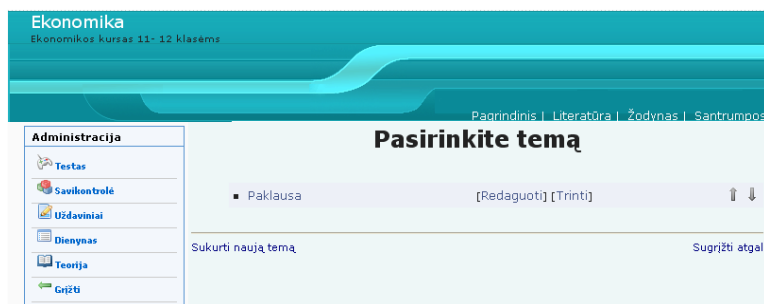 Ekonomika
Ekonomikos kursas 11- 12 klasėms
Pagrindinis | Literatūra | Žodynas | Santrumpos
Administracija
Pasirinkite temą
Testas
Savikontrolė
Paklausa [Redaguoti] [Trinti]
Uždaviniai
Dienynas
Sukurti naują temą Sugrįžti atgal
Teorija
Grįžti